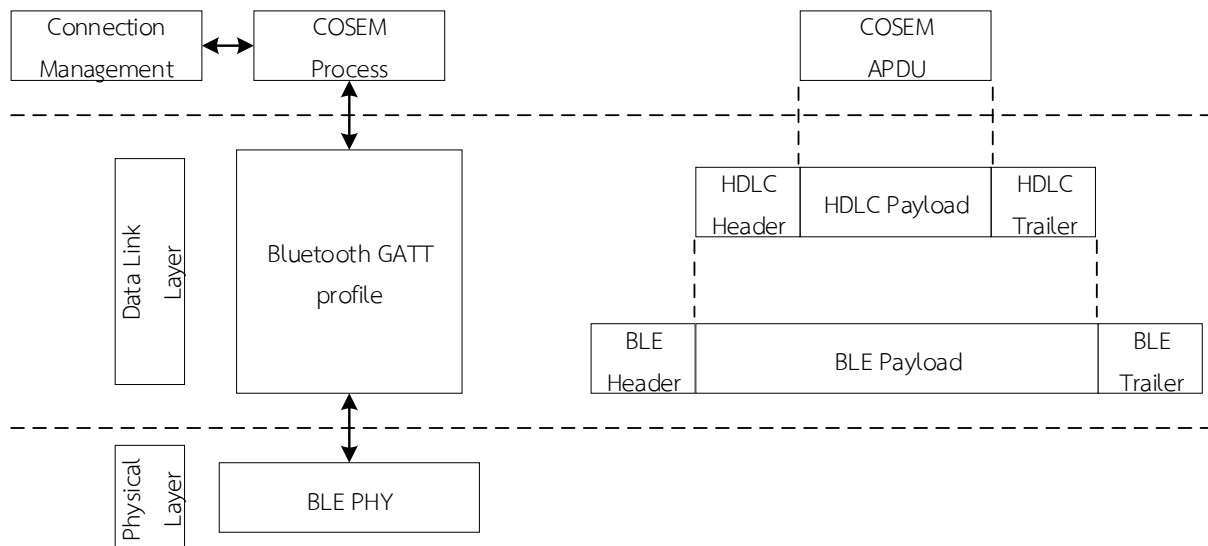 Connection
Management
COSEM
Process
COSEM
APDU
Data Link
Layer
Bluetooth GATT
profile
HDLC
Header
HDLC Payload
HDLC
Trailer
BLE
Header
BLE Payload
BLE
Trailer
Physical
Layer
BLE PHY